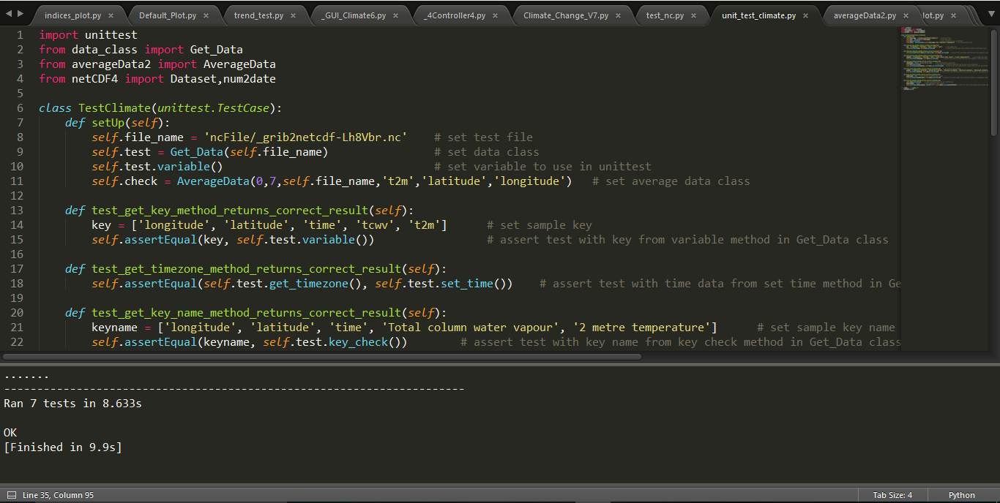 indices_plot.py × Default_Plot.py × trend_test.py × _GUI_Climate6.py × _4Controller4.py × Climate_Change_V7.py × test_nc.py × unit_test_climate.py × averageData2.py × lot.py ×
1 import unittest
2 from data_class import Get_Data
3 from averageData2 import AverageData
4 from netCDF4 import Dataset,num2date
5
6 class TestClimate(unittest.TestCase):
7 def setUp(self):
8 self.file_name = 'ncFile/_grib2netcdf-Lh8Vbr.nc' # set test file
9 self.test = Get_Data(self.file_name) # set data class
10 self.test.variable() # set variable to use in unittest
11 self.check = AverageData(0,7,self.file_name,'t2m','latitude','longitude') # set average data class
12
13 def test_get_key_method_returns_correct_result(self):
14 key = ['longitude', 'latitude', 'time', 'tcwv', 't2m'] # set sample key
15 self.assertEqual(key, self.test.variable()) # assert test with key from variable method in Get_Data class
16
17 def test_get_timezone_method_returns_correct_result(self):
18 self.assertEqual(self.test.get_timezone(), self.test.set_time()) # assert test with time data from set time method in Ge
19
20 def test_get_key_name_method_returns_correct_result(self):
21 keyname = ['longitude', 'latitude', 'time', 'Total column water vapour', '2 metre temperature'] # set sample key name
22 self.assertEqual(keyname, self.test.key_check()) # assert test with key name from key check method in Get_Data class
.......
----------------------------------------------------------------------
Ran 7 tests in 8.633s
OK
[Finished in 9.9s]
Line 35, Column 95 Tab Size: 4 Python